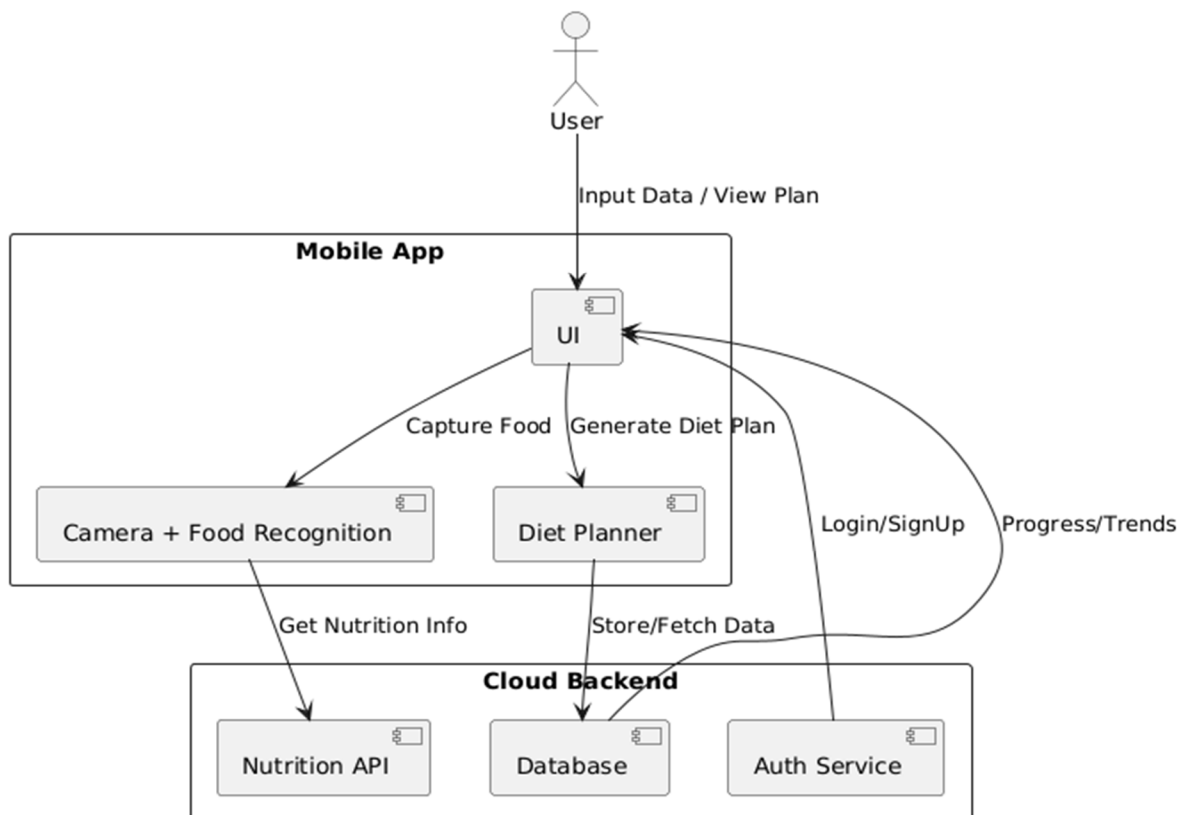 User
Input Data / View Plan
Mobile App
UI
Capture Food
Generate Diet Plan
Camera + Food Recognition
Diet Planner
Login/SignUp
Progress/Trends
Get Nutrition Info
Store/Fetch Data
Cloud Backend
Nutrition API
Database
Auth Service